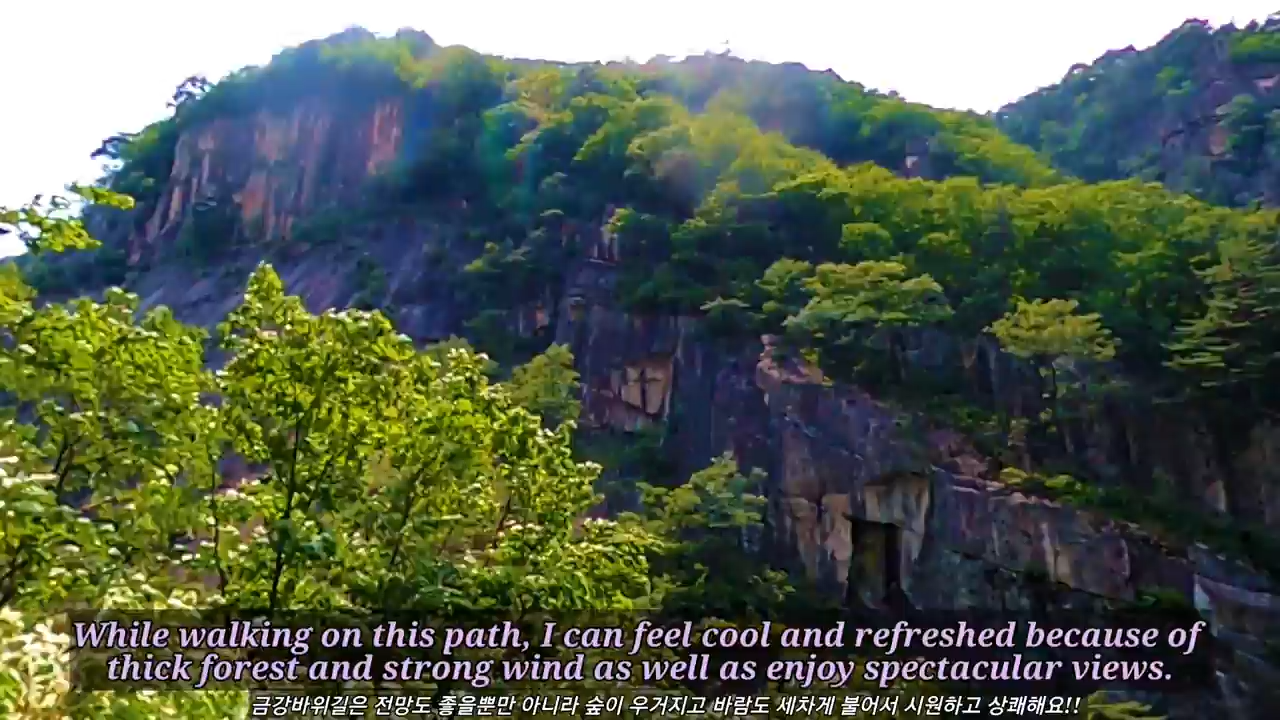 While walking on this path, I can feel cool and refreshed because of
thick forest and strong wind as well as enjoy spectacular views.
금강바위길은 전망도 좋을뿐만 아니라 숲이 우거지고 바람도 세차게 불어서 시원하고 상쾌해요!!